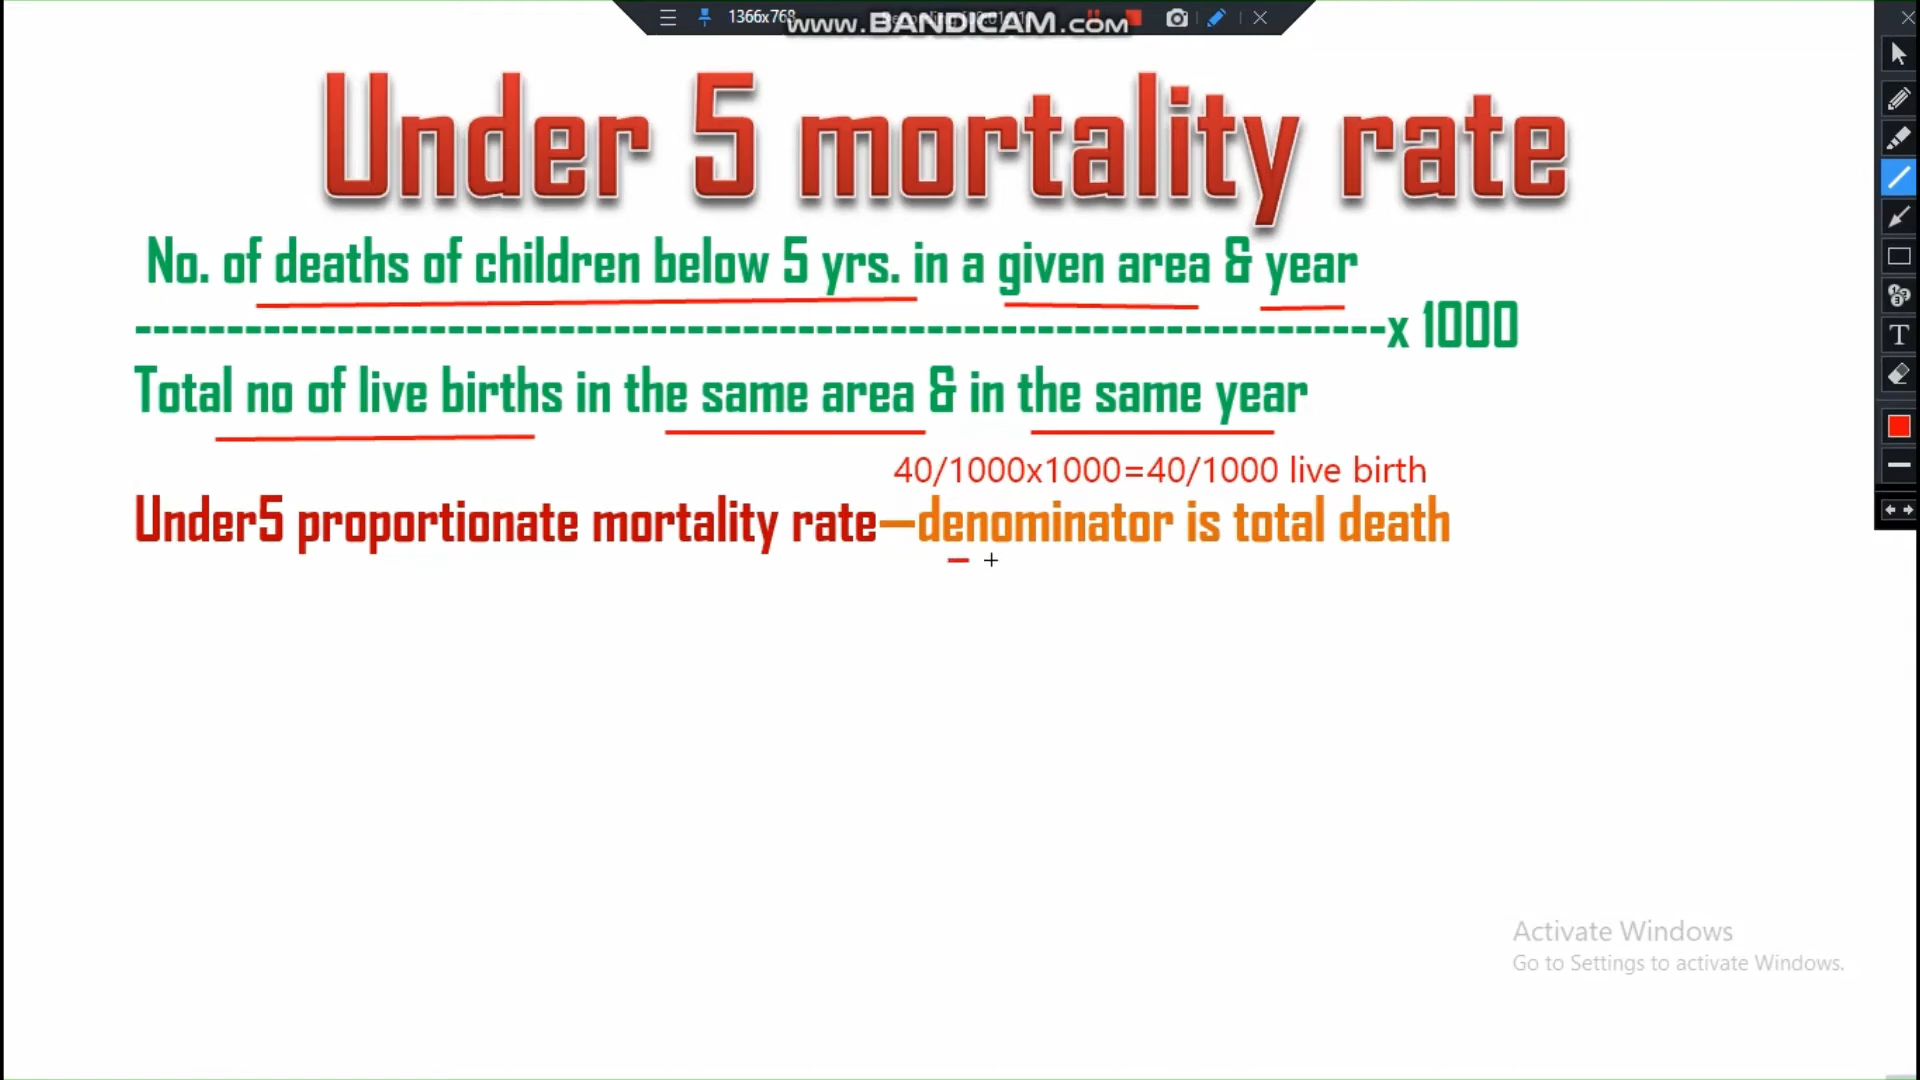 1366x768
www.BANDICAM.com
Under 5 mortality rate
No. of deaths of children below 5 yrs. in a given area & year
---------------------------------------------------------------------x 1000
Total no of live births in the same area & in the same year
40/1000x1000=40/1000 live birth
Under5 proportionate mortality rate—denominator is total death
T
Activate Windows
Go to Settings to activate Windows.